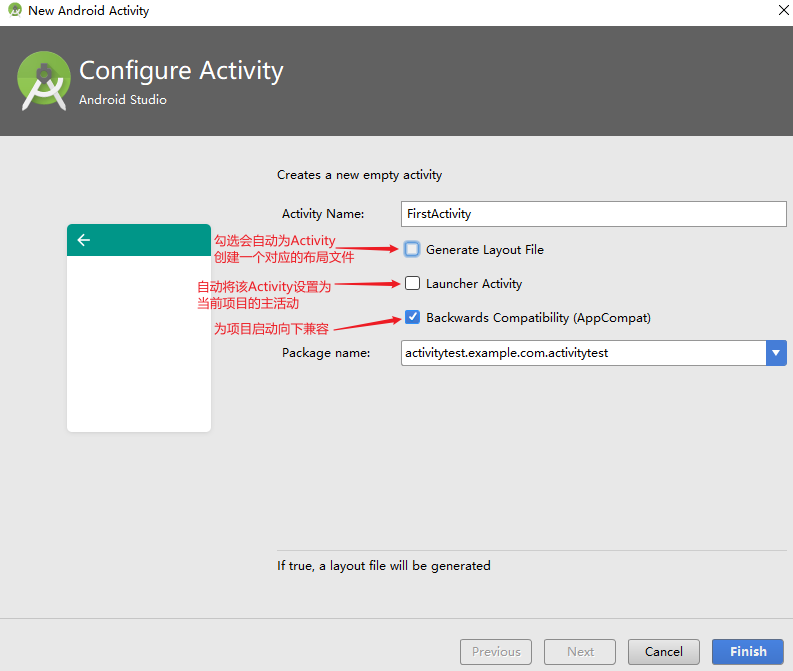 New Android Activity
Configure Activity
Android Studio
Creates a new empty activity
Activity Name:
FirstActivity
勾选会自动为Activity
创建一个对应的布局文件
Generate Layout File
自动将该Activity设置为
当前项目的主活动
Launcher Activity
为项目启动向下兼容
Backwards Compatibility (AppCompat)
Package name:
activitytest.example.com.activitytest
If true, a layout file will be generated
Previous
Next
Cancel
Finish